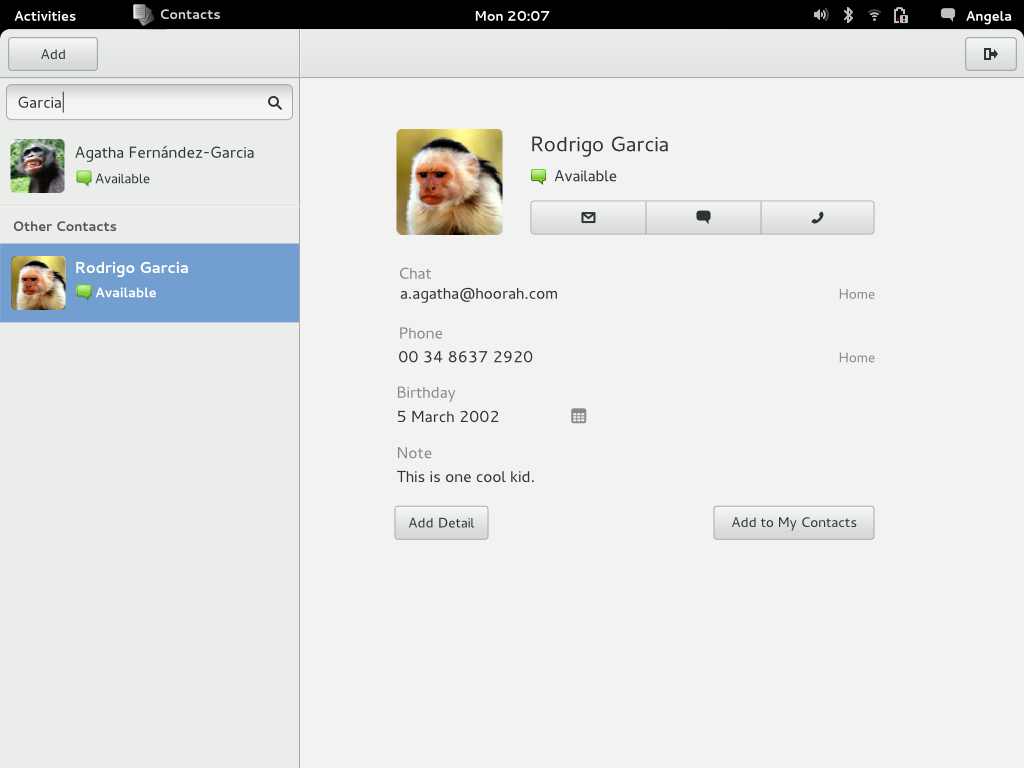 Activities
Contacts
Mon 20:07
Angela
Add
Garcia
Agatha Fernández-Garcia
Available
Other Contacts
Rodrigo Garcia
Available
Rodrigo Garcia
Available
Chat
a.agatha@hoorah.com Home
Phone
00 34 8637 2920 Home
Birthday
5 March 2002
Note
This is one cool kid.
Add Detail
Add to My Contacts